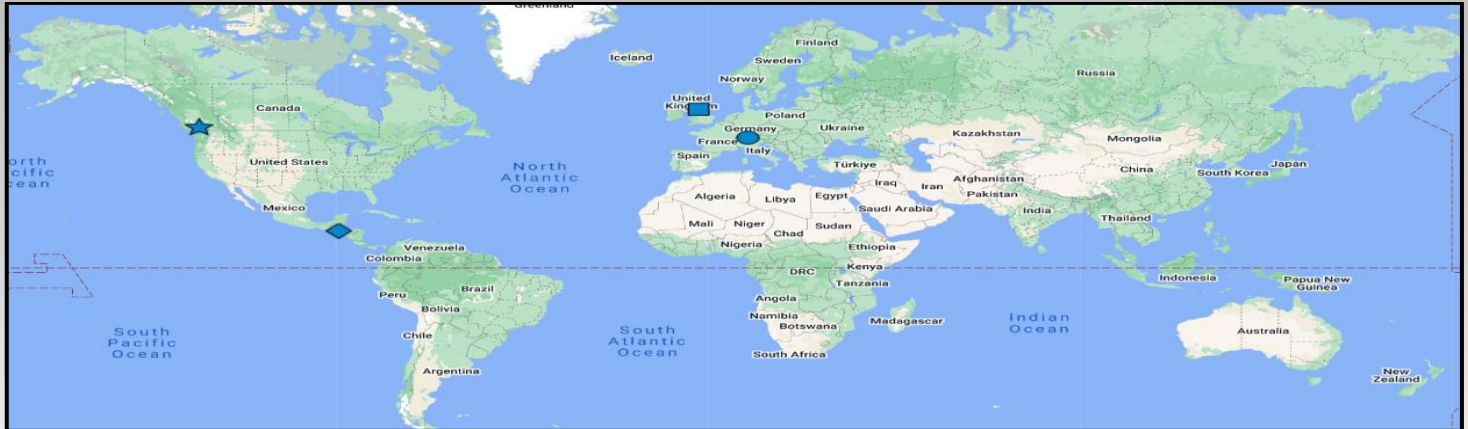 Greenland
Iceland
Finland
Sweden
Norway
Russia
United
Kingdom
Canada
Poland
Germany
Ukraine
France
Italy
Kazakhstan
Mongolia
United States
Spain
Türkiye
China
Japan
South Korea
North
Atlantic
Ocean
orth
cific
cean
Afghanistan
Iraq
Iran
Pakistan
Algeria
Libya
Egypt
Saudi Arabia
Mexico
India
Thailand
Mali
Niger
Chad
Sudan
Nigeria
Ethiopia
Venezuela
Colombia
Kenya
DRC
Tanzania
Indonesia
Papua New
Guinea
Peru
Brazil
Bolivia
Angola
Namibia
Botswana
Madagascar
Indian
Ocean
South
Pacific
Ocean
Chile
South
Atlantic
Ocean
Australia
South Africa
Argentina
New
Zealand